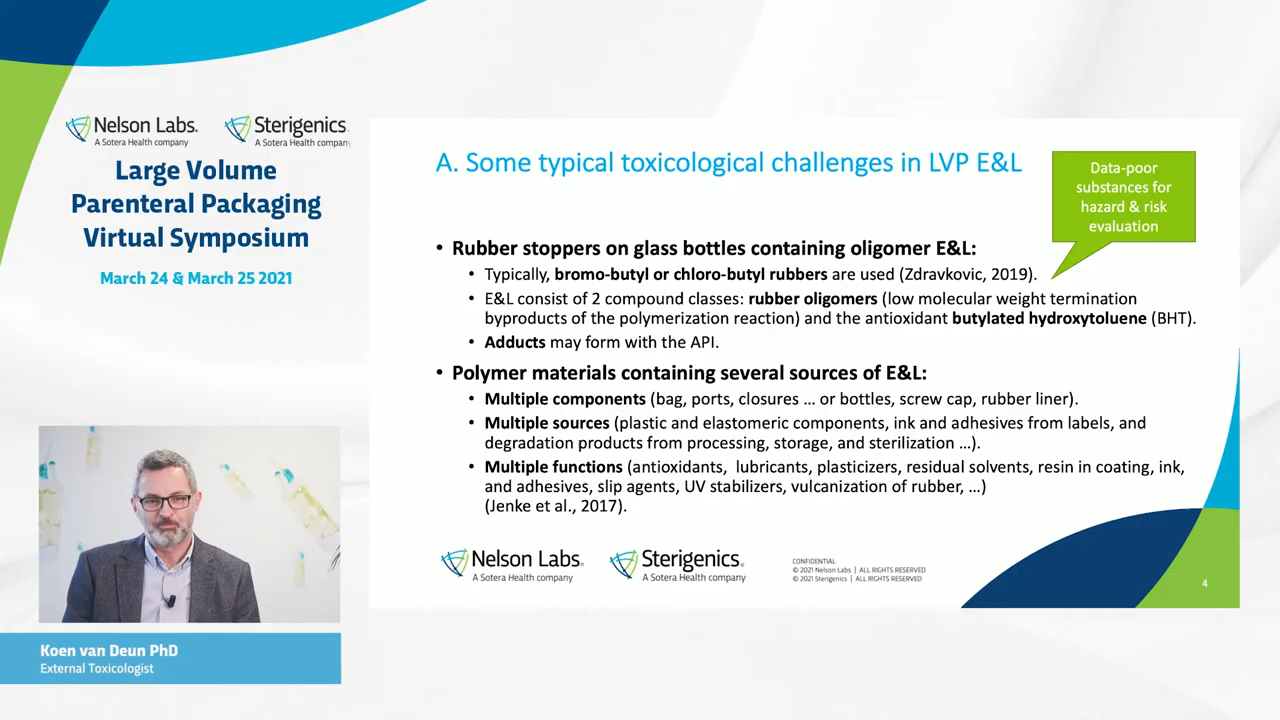 Nelson Labs.
A Sotera Health company
Sterigenics.
A Sotera Health company
Large Volume
Parenteral Packaging
Virtual Symposium
March 24 & March 25 2021
A. Some typical toxicological challenges in LVP E&L
Data-poor
substances for
hazard & risk
evaluation
• Rubber stoppers on glass bottles containing oligomer E&L:
• Typically, bromo-butyl or chloro-butyl rubbers are used (Zdravkovic, 2019).
• E&L consist of 2 compound classes: rubber oligomers (low molecular weight termination
byproducts of the polymerization reaction) and the antioxidant butylated hydroxytoluene (BHT).
• Adducts may form with the API.
• Polymer materials containing several sources of E&L:
• Multiple components (bag, ports, closures ... or bottles, screw cap, rubber liner).
• Multiple sources (plastic and elastomeric components, ink and adhesives from labels, and
degradation products from processing, storage, and sterilization ...).
• Multiple functions (antioxidants, lubricants, plasticizers, residual solvents, resin in coating, ink,
and adhesives, slip agents, UV stabilizers, vulcanization of rubber, ...)
(Jenke et al., 2017).
Nelson Labs.
A Sotera Health company
Sterigenics.
A Sotera Health company
CONFIDENTIAL
© 2021 Nelson Labs | ALL RIGHTS RESERVED
© 2021 Sterigenics | ALL RIGHTS RESERVED
4
Koen van Deun PhD
External Toxicologist